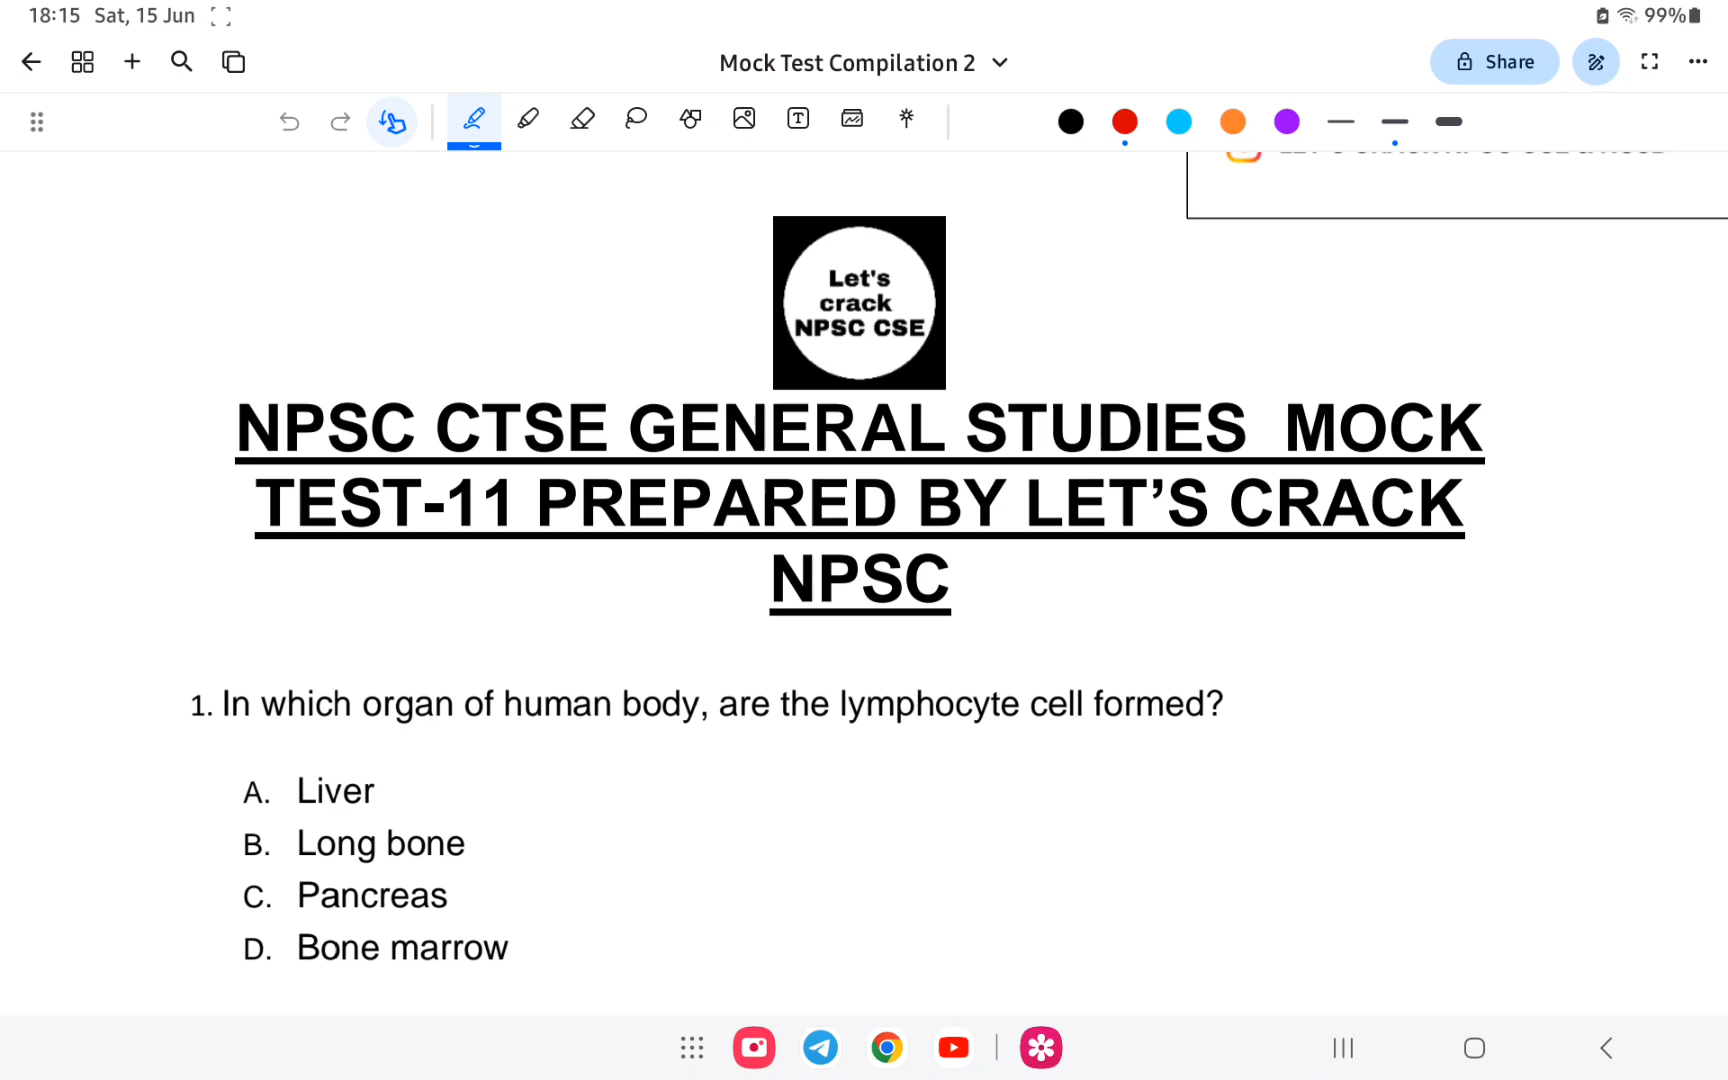 18:15 Sat, 15 Jun
99%
Mock Test Compilation 2
Share
Let's
crack
NPSC CSE
NPSC CTSE GENERAL STUDIES MOCK
TEST-11 PREPARED BY LET’S CRACK
NPSC
1. In which organ of human body, are the lymphocyte cell formed?
A. Liver
B. Long bone
C. Pancreas
D. Bone marrow